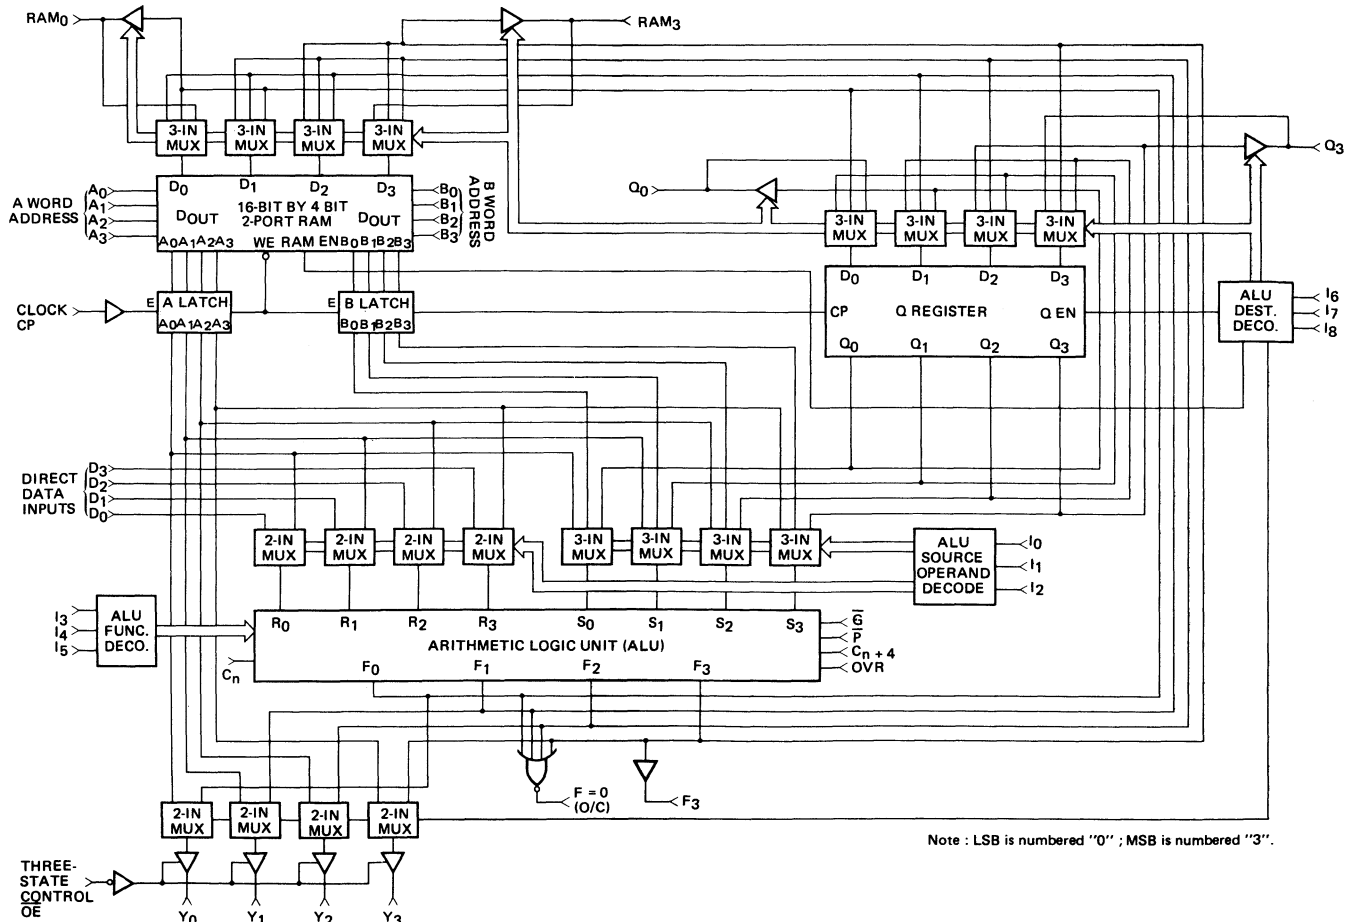 RAM0
RAM3
3-IN MUX
3-IN MUX
3-IN MUX
3-IN MUX
Q3
Q0
A WORD ADDRESS
A0
A1
A2
A3
D0 D1 D2 D3
16-BIT BY 4 BIT
2-PORT RAM
DOUT DOUT
A0 A1 A2 A3 WE RAM EN B0 B1 B2 B3
B0
B1
B2
B3
B WORD ADDRESS
3-IN MUX
3-IN MUX
3-IN MUX
3-IN MUX
D0 D1 D2 D3
CP Q REGISTER Q EN
Q0 Q1 Q2 Q3
ALU DEST. DECO.
I6
I7
I8
CLOCK CP
E A LATCH
A0 A1 A2 A3
E B LATCH
B0 B1 B2 B3
DIRECT DATA INPUTS
D3
D2
D1
D0
2-IN MUX
2-IN MUX
2-IN MUX
2-IN MUX
3-IN MUX
3-IN MUX
3-IN MUX
3-IN MUX
ALU SOURCE OPERAND DECODE
I0
I1
I2
I3
I4
I5
ALU FUNC. DECO.
R0 R1 R2 R3 S0 S1 S2 S3
ARITHMETIC LOGIC UNIT (ALU)
F0 F1 F2 F3
Cn
G̅
P̅
Cn + 4
OVR
F = 0
(O/C)
F3
2-IN MUX
2-IN MUX
2-IN MUX
2-IN MUX
Note : LSB is numbered "0" ; MSB is numbered "3".
THREE-
STATE
CONTROL
O̅E̅
Y0 Y1 Y2 Y3